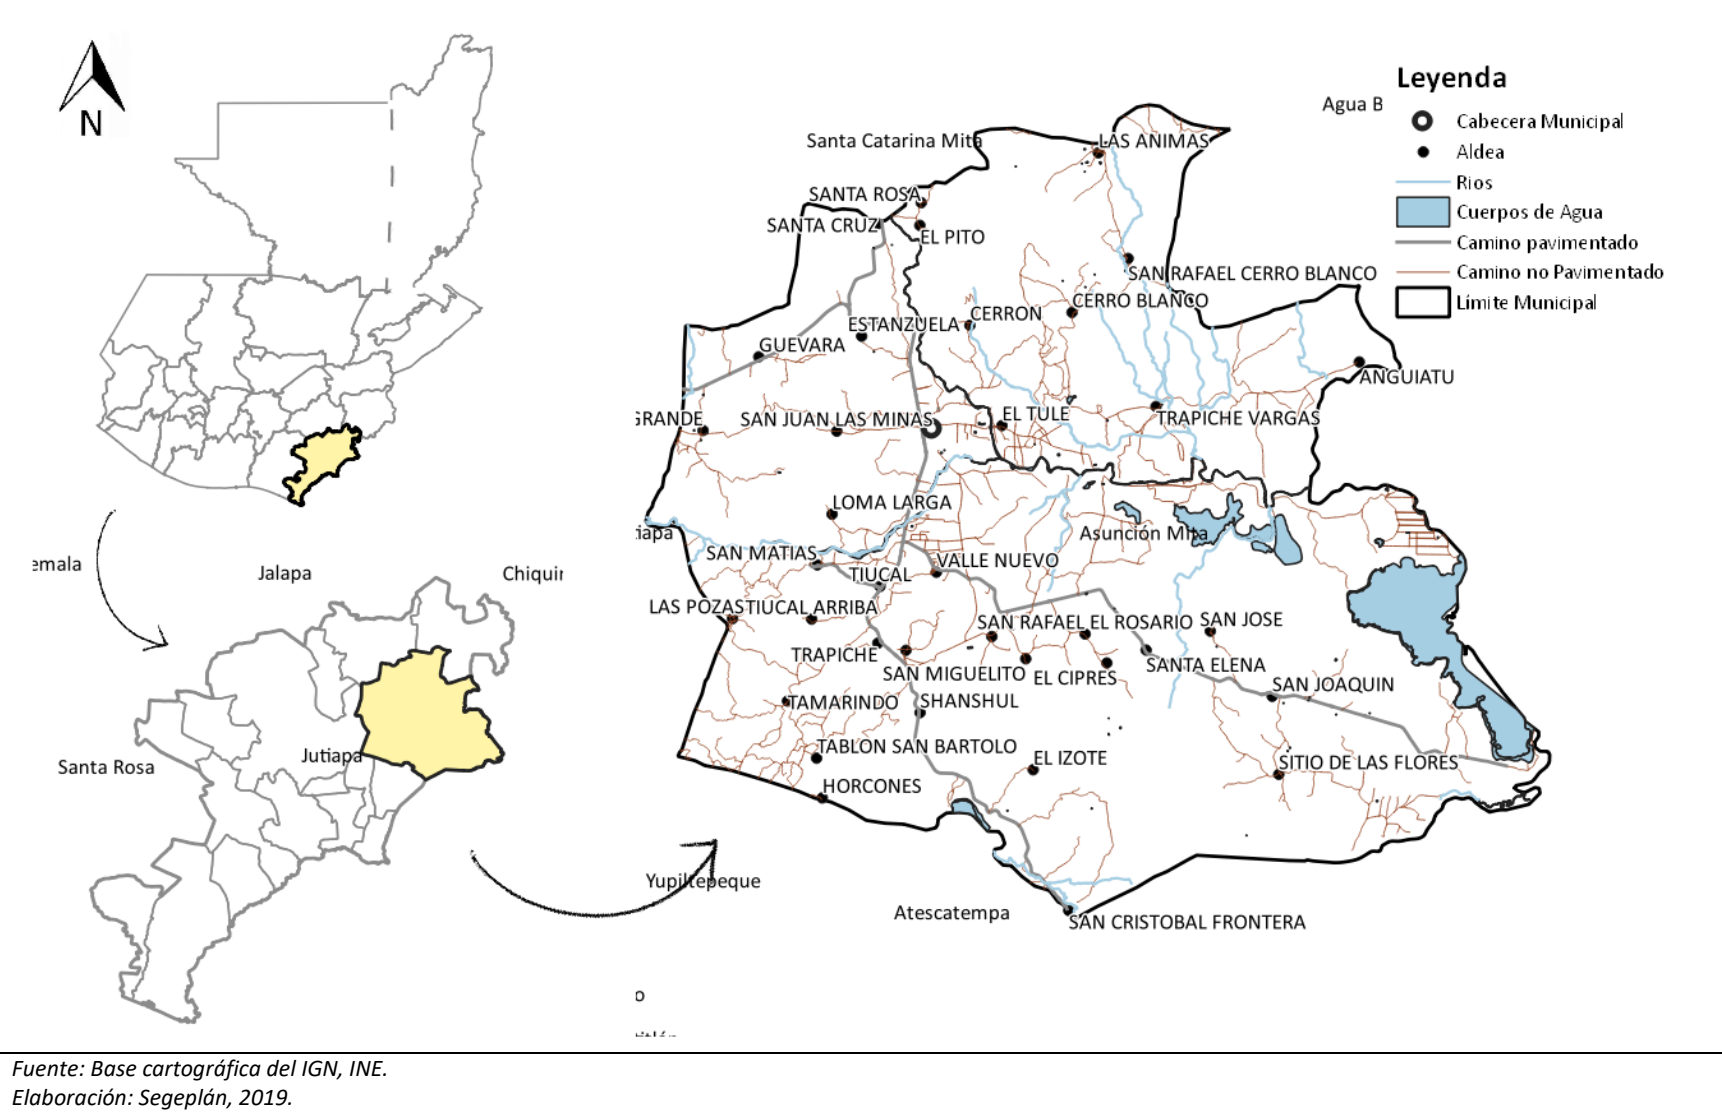 N
emala
Jalapa
Chiquir
Santa Rosa
Jutiapa
Leyenda
Cabecera Municipal
Aldea
Rios
Cuerpos de Agua
Camino pavimentado
Camino no Pavimentado
Límite Municipal
Agua B
Santa Catarina Mita
LAS ANIMAS
SANTA ROSA
SANTA CRUZ
EL PITO
SAN RAFAEL CERRO BLANCO
CERRO BLANCO
CERRON
ESTANZUELA
GUEVARA
ANGUIATU
GRANDE
SAN JUAN LAS MINAS
EL TULE
TRAPICHE VARGAS
LOMA LARGA
iapa
Asunción Mita
SAN MATIAS
VALLE NUEVO
TIUCAL
LAS POZAS
TIUCAL ARRIBA
SAN RAFAEL
EL ROSARIO
SAN JOSE
TRAPICHE
SAN MIGUELITO
EL CIPRES
SANTA ELENA
SAN JOAQUIN
TAMARINDO
SHANSHUL
TABLON SAN BARTOLO
EL IZOTE
SITIO DE LAS FLORES
HORCONES
Yupiltepeque
Atescatempa
SAN CRISTOBAL FRONTERA
o
Fuente: Base cartográfica del IGN, INE.
Elaboración: Segeplán, 2019.